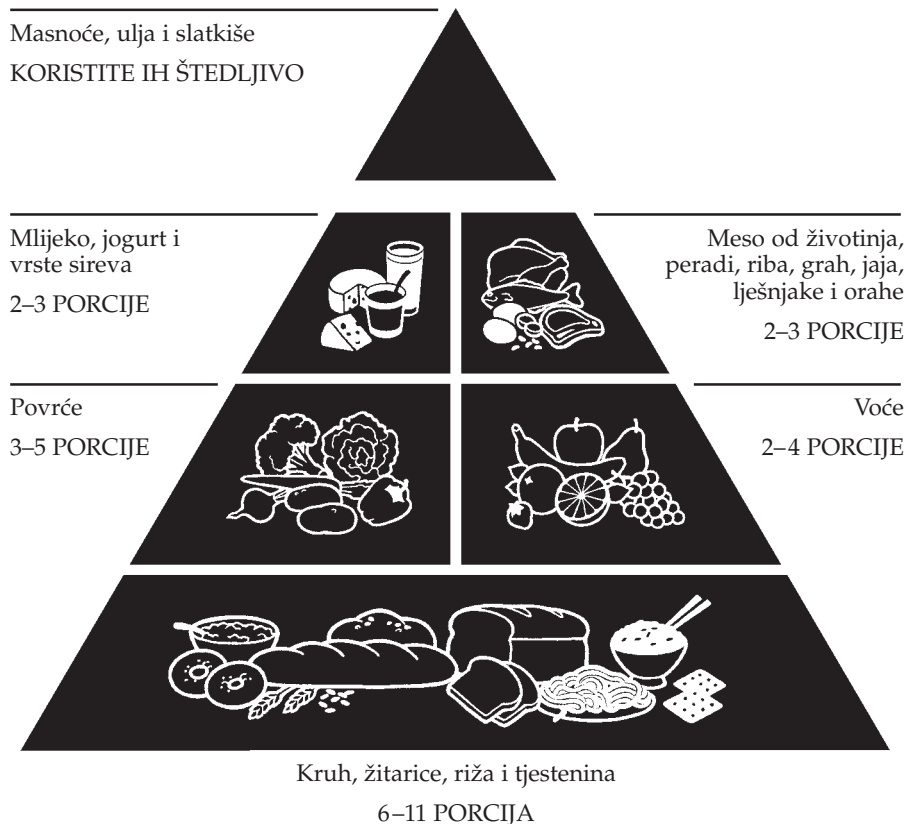 Masnoće, ulja i slatkiše
KORISTITE IH ŠTEDLJIVO
Mlijeko, jogurt i
vrste sireva
2–3 PORCIJE
Meso od životinja,
peradi, riba, grah, jaja,
lješnjake i orahe
2–3 PORCIJE
Povrće
3–5 PORCIJE
Voće
2–4 PORCIJE
Kruh, žitarice, riža i tjestenina
6–11 PORCIJA